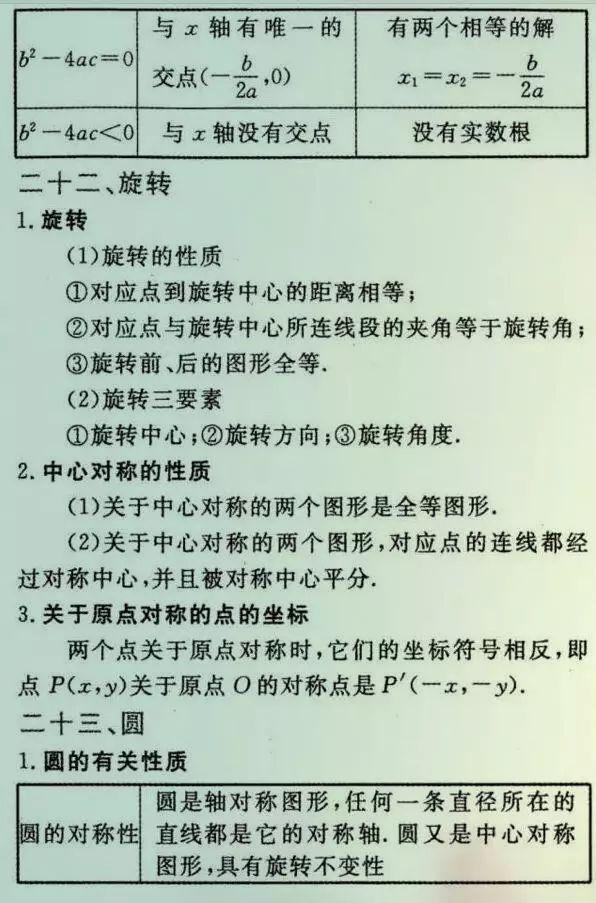 b² － 4ac ＝ 0
与 x 轴有唯一的
交点(－b/2a,0)
有两个相等的解
x₁ ＝ x₂ ＝ －b/2a
b² － 4ac ＜ 0
与 x 轴没有交点
没有实数根
二十二、旋转
1. 旋转
(1)旋转的性质
①对应点到旋转中心的距离相等；
②对应点与旋转中心所连线段的夹角等于旋转角；
③旋转前、后的图形全等.
(2)旋转三要素
①旋转中心；②旋转方向；③旋转角度.
2. 中心对称的性质
(1)关于中心对称的两个图形是全等图形.
(2)关于中心对称的两个图形，对应点的连线都经
过对称中心，并且被对称中心平分.
3. 关于原点对称的点的坐标
两个点关于原点对称时，它们的坐标符号相反，即
点 P(x,y)关于原点 O 的对称点是 P′(－x,－y).
二十三、圆
1. 圆的有关性质
圆的对称性
圆是轴对称图形，任何一条直径所在的
直线都是它的对称轴. 圆又是中心对称
图形，具有旋转不变性